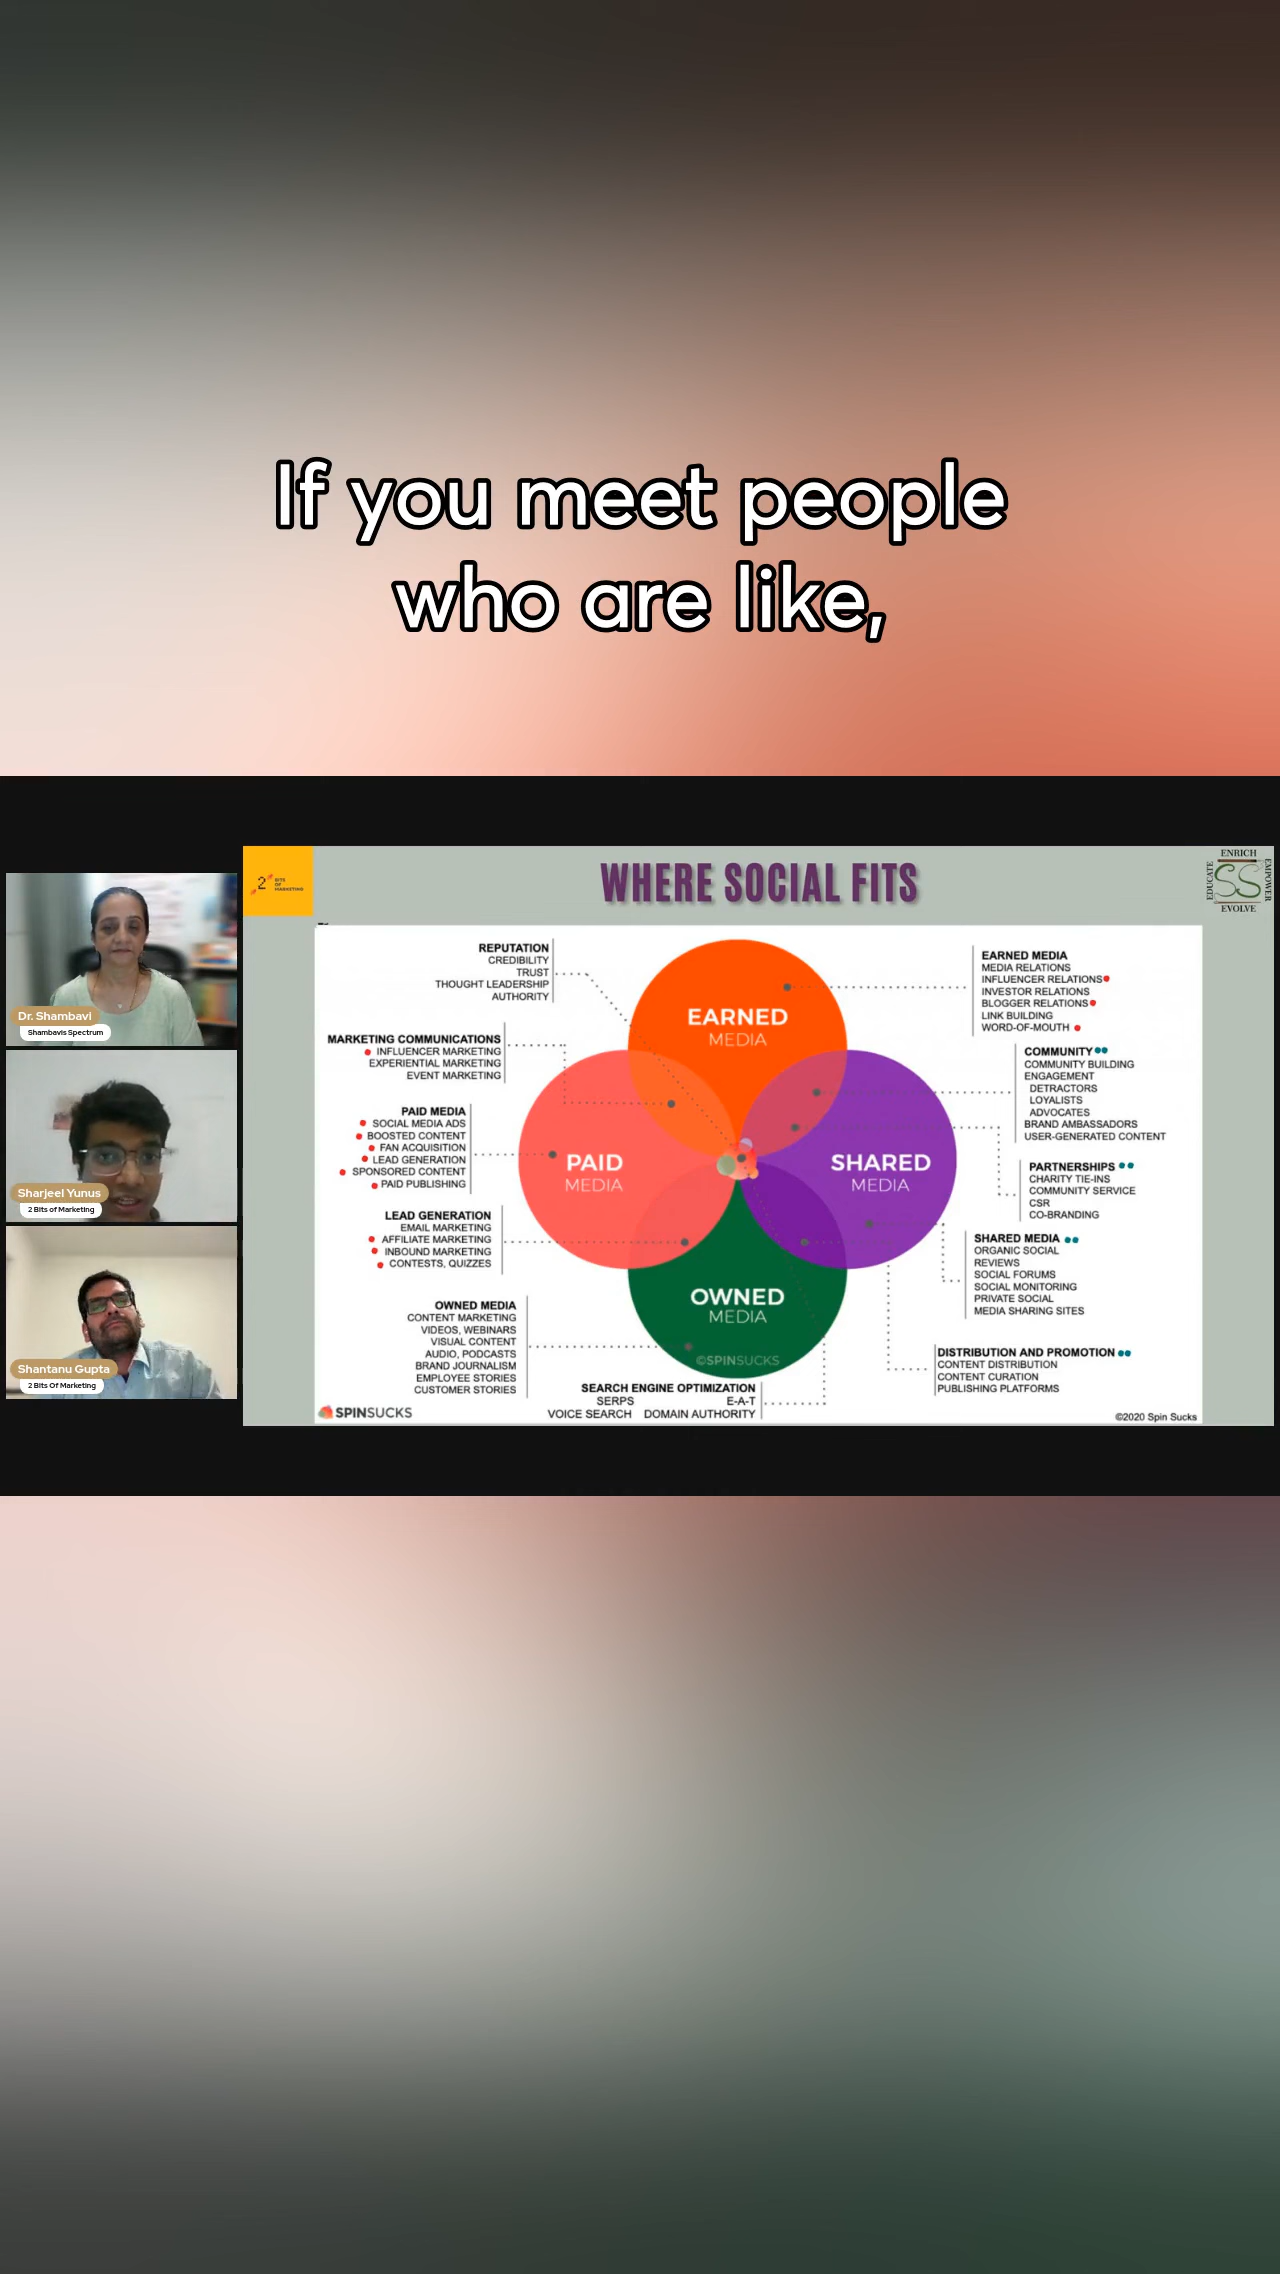 If you meet people
who are like,
Dr. Shambavi
Shambavis Spectrum
Sharjeel Yunus
2 Bits of Marketing
Shantanu Gupta
2 Bits Of Marketing
2 BITS
OF
MARKETING
WHERE SOCIAL FITS
ENRICH
EDUCATE
SS
EMPOWER
EVOLVE
REPUTATION
CREDIBILITY
TRUST
THOUGHT LEADERSHIP
AUTHORITY
MARKETING COMMUNICATIONS
INFLUENCER MARKETING
EXPERIENTIAL MARKETING
EVENT MARKETING
PAID MEDIA
SOCIAL MEDIA ADS
BOOSTED CONTENT
FAN ACQUISITION
LEAD GENERATION
SPONSORED CONTENT
PAID PUBLISHING
LEAD GENERATION
EMAIL MARKETING
AFFILIATE MARKETING
INBOUND MARKETING
CONTESTS, QUIZZES
OWNED MEDIA
CONTENT MARKETING
VIDEOS, WEBINARS
VISUAL CONTENT
AUDIO, PODCASTS
BRAND JOURNALISM
EMPLOYEE STORIES
CUSTOMER STORIES
EARNED
MEDIA
PAID
MEDIA
SHARED
MEDIA
OWNED
MEDIA
©SPINSUCKS
SEARCH ENGINE OPTIMIZATION
SERPS E-A-T
VOICE SEARCH DOMAIN AUTHORITY
EARNED MEDIA
MEDIA RELATIONS
INFLUENCER RELATIONS
INVESTOR RELATIONS
BLOGGER RELATIONS
LINK BUILDING
WORD-OF-MOUTH
COMMUNITY
COMMUNITY BUILDING
ENGAGEMENT
DETRACTORS
LOYALISTS
ADVOCATES
BRAND AMBASSADORS
USER-GENERATED CONTENT
PARTNERSHIPS
CHARITY TIE-INS
COMMUNITY SERVICE
CSR
CO-BRANDING
SHARED MEDIA
ORGANIC SOCIAL
REVIEWS
SOCIAL FORUMS
SOCIAL MONITORING
PRIVATE SOCIAL
MEDIA SHARING SITES
DISTRIBUTION AND PROMOTION
CONTENT DISTRIBUTION
CONTENT CURATION
PUBLISHING PLATFORMS
SPINSUCKS
©2020 Spin Sucks